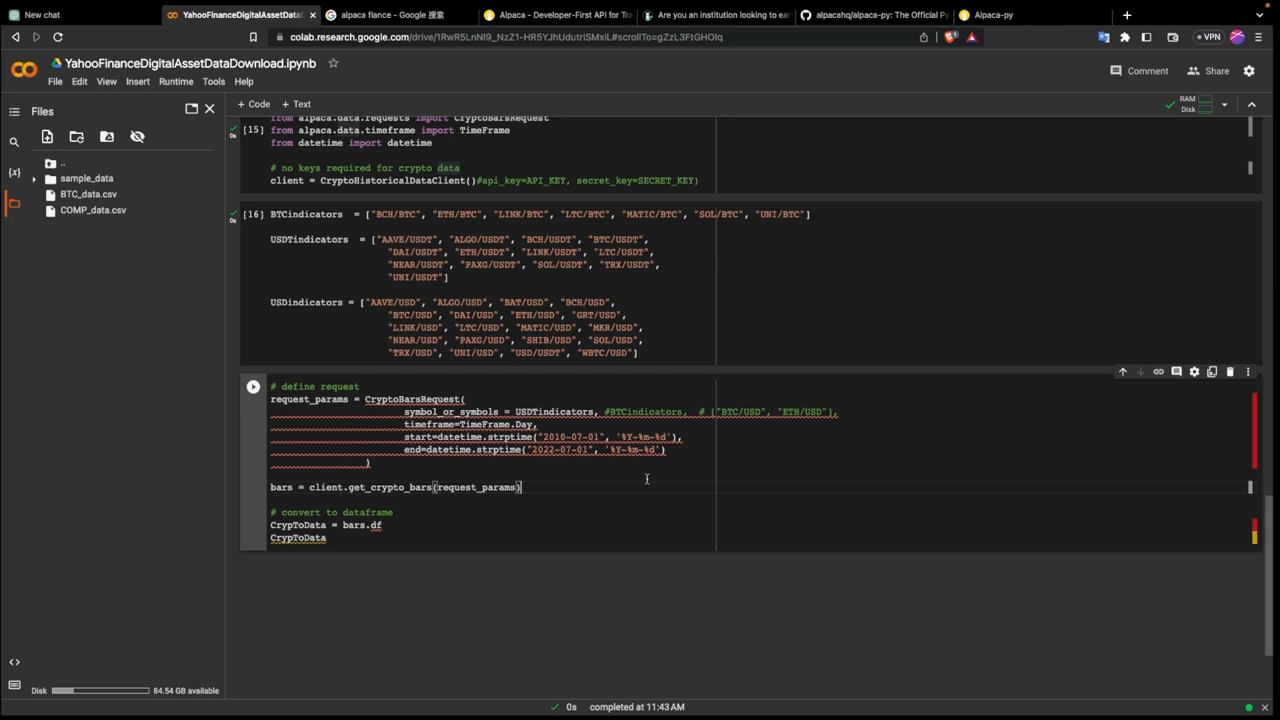 New chat
YahooFinanceDigitalAssetData
alpaca fiance - Google 搜索
Alpaca - Developer-First API for Tra
Are you an institution looking to ear
alpacahq/alpaca-py: The Official Py
Alpaca-py
colab.research.google.com/drive/1RwR5LnNI9_NzZ1-HR5YJhUdutriSMxiL#scrollTo=gZzL3FtGHOIq
VPN
YahooFinanceDigitalAssetDataDownload.ipynb
File Edit View Insert Runtime Tools Help
Comment
Share
Files
+ Code + Text
RAM
Disk
..
sample_data
BTC_data.csv
COMP_data.csv
from alpaca.data.requests import CryptoBarsRequest
[15] from alpaca.data.timeframe import TimeFrame
0s
from datetime import datetime
# no keys required for crypto data
client = CryptoHistoricalDataClient()#api_key=API_KEY, secret_key=SECRET_KEY)
[16] BTCindicators = ["BCH/BTC", "ETH/BTC", "LINK/BTC", "LTC/BTC", "MATIC/BTC", "SOL/BTC", "UNI/BTC"]
0s
USDTindicators = ["AAVE/USDT", "ALGO/USDT", "BCH/USDT", "BTC/USDT",
"DAI/USDT", "ETH/USDT", "LINK/USDT", "LTC/USDT",
"NEAR/USDT", "PAXG/USDT", "SOL/USDT", "TRX/USDT",
"UNI/USDT"]
USDindicators = ["AAVE/USD", "ALGO/USD", "BAT/USD", "BCH/USD",
"BTC/USD", "DAI/USD", "ETH/USD", "GRT/USD",
"LINK/USD", "LTC/USD", "MATIC/USD", "MKR/USD",
"NEAR/USD", "PAXG/USD", "SHIB/USD", "SOL/USD",
"TRX/USD", "UNI/USD", "USD/USDT", "WBTC/USD"]
# define request
request_params = CryptoBarsRequest(
symbol_or_symbols = USDTindicators, #BTCindicators, # ["BTC/USD", "ETH/USD"],
timeframe=TimeFrame.Day,
start=datetime.strptime("2010-07-01", '%Y-%m-%d'),
end=datetime.strptime("2022-07-01", '%Y-%m-%d')
)
bars = client.get_crypto_bars(request_params)
# convert to dataframe
CrypToData = bars.df
CrypToData
Disk
84.54 GB available
0s completed at 11:43 AM